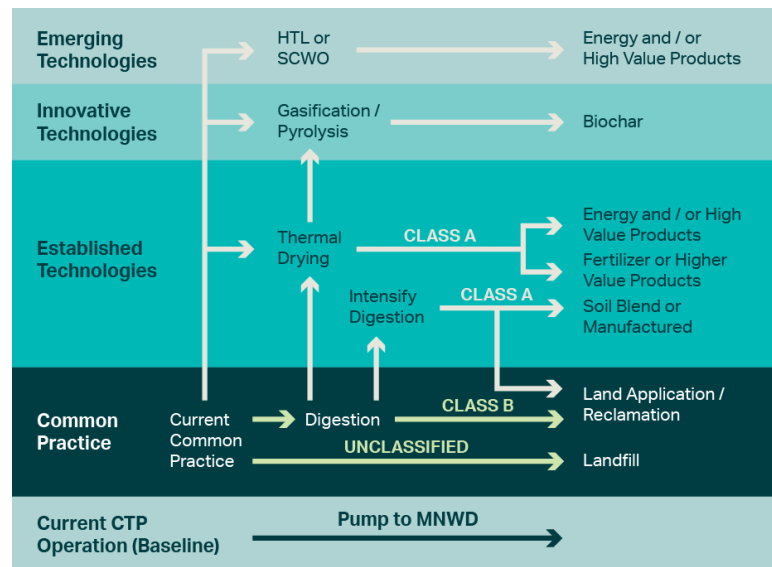 Emerging
Technologies
HTL or
SCWO
Energy and / or
High Value Products
Innovative
Technologies
Gasification /
Pyrolysis
Biochar
Established
Technologies
Thermal
Drying
CLASS A
Energy and / or High
Value Products
Fertilizer or Higher
Value Products
Intensify
Digestion
CLASS A
Soil Blend or
Manufactured
Common
Practice
Current
Common
Practice
Digestion
CLASS B
Land Application /
Reclamation
UNCLASSIFIED
Landfill
Current CTP
Operation (Baseline)
Pump to MNWD